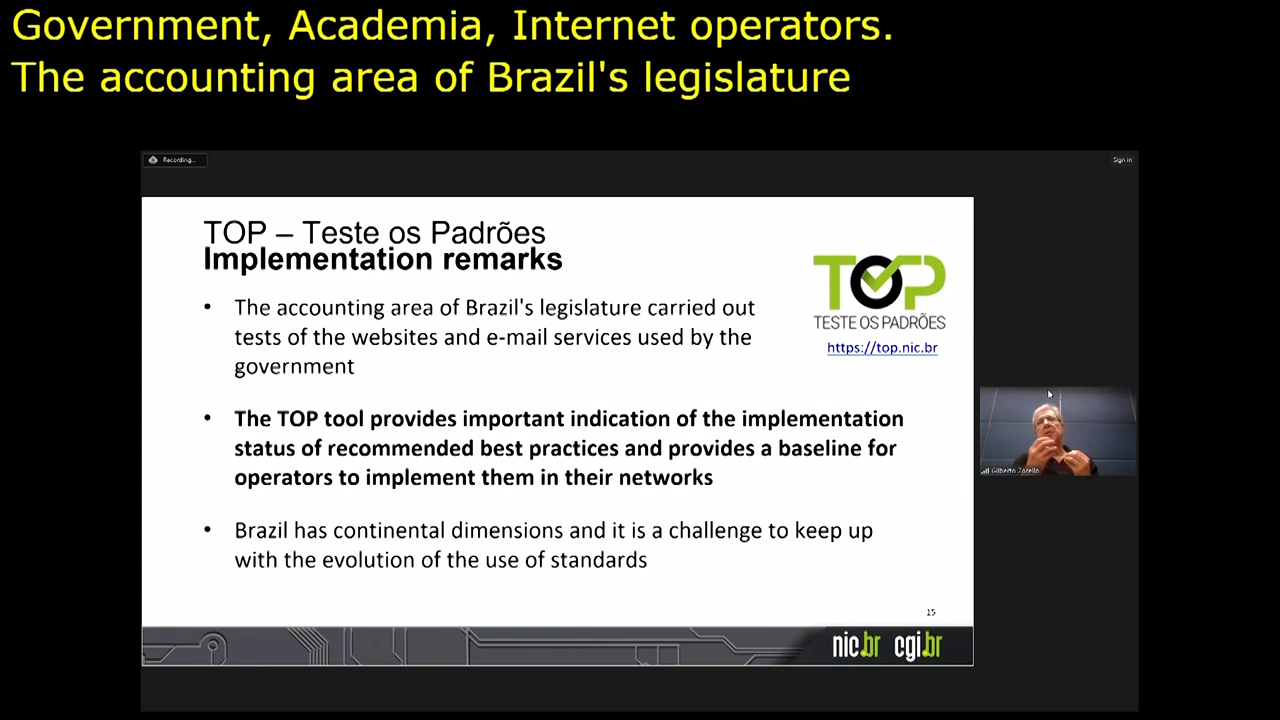 Government, Academia, Internet operators.
The accounting area of Brazil's legislature
Recording...
Sign in
TOP – Teste os Padrões
Implementation remarks
TOP
TESTE OS PADRÕES
https://top.nic.br
• The accounting area of Brazil's legislature carried out
tests of the websites and e-mail services used by the
government
• The TOP tool provides important indication of the implementation
status of recommended best practices and provides a baseline for
operators to implement them in their networks
• Brazil has continental dimensions and it is a challenge to keep up
with the evolution of the use of standards
Gilberto Zorello
15
nic.br cgi.br